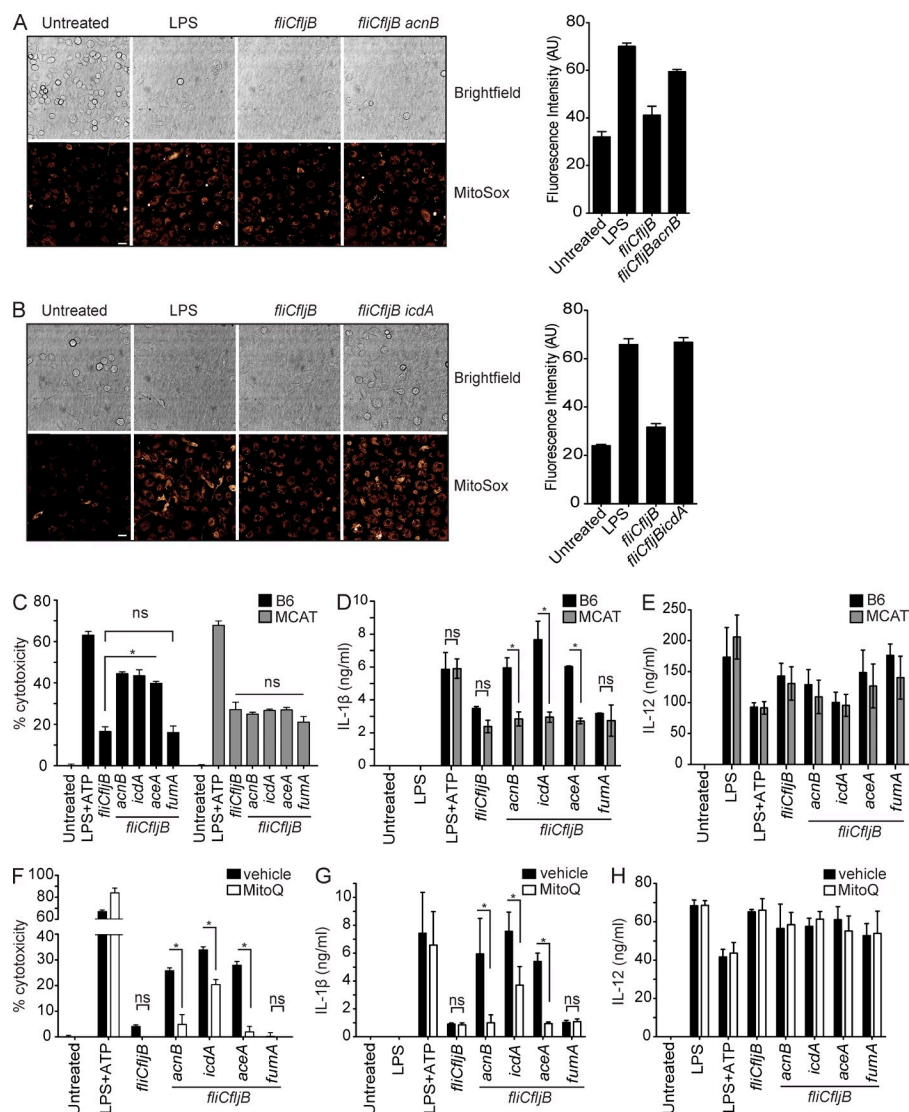 A
Untreated
LPS
fliCfljB
fliCfljB acnB
Brightfield
MitoSox
Fluorescence Intensity (AU)
80
60
40
20
0
Untreated
LPS
fliCfljB
fliCfljBacnB
B
Untreated
LPS
fliCfljB
fliCfljB icdA
Brightfield
MitoSox
Fluorescence Intensity (AU)
80
60
40
20
0
Untreated
LPS
fliCfljB
fliCfljBicdA
C
B6
MCAT
% cytotoxicity
80
60
40
20
0
ns
*
ns
Untreated
LPS+ATP
fliCfljB
acnB
icdA
aceA
fumA
fliCfljB
Untreated
LPS+ATP
fliCfljB
acnB
icdA
aceA
fumA
fliCfljB
D
B6
MCAT
IL-1β (ng/ml)
10
8
6
4
2
0
ns
ns
*
*
*
ns
Untreated
LPS
LPS+ATP
fliCfljB
acnB
icdA
aceA
fumA
fliCfljB
E
B6
MCAT
IL-12 (ng/ml)
250
200
150
100
50
0
Untreated
LPS
LPS+ATP
fliCfljB
acnB
icdA
aceA
fumA
fliCfljB
F
vehicle
MitoQ
% cytotoxicity
100
80
60
40
30
20
10
0
ns
*
*
*
ns
Untreated
LPS+ATP
fliCfljB
acnB
icdA
aceA
fumA
fliCfljB
G
vehicle
MitoQ
IL-1β (ng/ml)
12
10
8
6
4
2
1
0
ns
*
*
*
ns
Untreated
LPS
LPS+ATP
fliCfljB
acnB
icdA
aceA
fumA
fliCfljB
H
vehicle
MitoQ
IL-12 (ng/ml)
100
80
60
40
20
0
Untreated
LPS
LPS+ATP
fliCfljB
acnB
icdA
aceA
fumA
fliCfljB